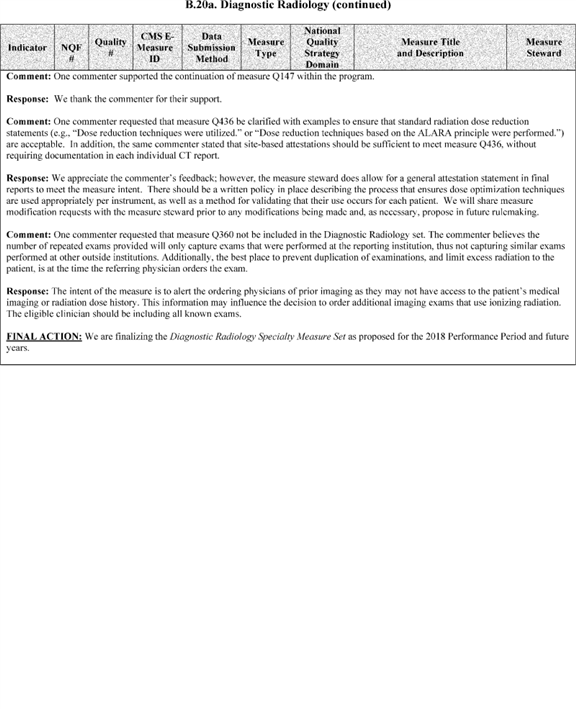 B.20a. Diagnostic Radiology (continued)
Indicator NQF # Quality # CMS E-Measure ID Data Submission Method Measure Type National Quality Strategy Domain Measure Title and Description Measure Steward
Comment: One commenter supported the continuation of measure Q147 within the program.
Response: We thank the commenter for their support.
Comment: One commenter requested that measure Q436 be clarified with examples to ensure that standard radiation dose reduction
statements (e.g., “Dose reduction techniques were utilized.” or “Dose reduction techniques based on the ALARA principle were performed.”)
are acceptable. In addition, the same commenter stated that site-based attestations should be sufficient to meet measure Q436, without
requiring documentation in each individual CT report.
Response: We appreciate the commenter’s feedback; however, the measure steward does allow for a general attestation statement in final
reports to meet the measure intent. There should be a written policy in place describing the process that ensures dose optimization techniques
are used appropriately per instrument, as well as a method for validating that their use occurs for each patient. We will share measure
modification requests with the measure steward prior to any modifications being made and, as necessary, propose in future rulemaking.
Comment: One commenter requested that measure Q360 not be included in the Diagnostic Radiology set. The commenter believes the
number of repeated exams provided will only capture exams that were performed at the reporting institution, thus not capturing similar exams
performed at other outside institutions. Additionally, the best place to prevent duplication of examinations, and limit excess radiation to the
patient, is at the time the referring physician orders the exam.
Response: The intent of the measure is to alert the ordering physicians of prior imaging as they may not have access to the patient’s medical
imaging or radiation dose history. This information may influence the decision to order additional imaging exams that use ionizing radiation.
The eligible clinician should be including all known exams.
FINAL ACTION: We are finalizing the Diagnostic Radiology Specialty Measure Set as proposed for the 2018 Performance Period and future
years.